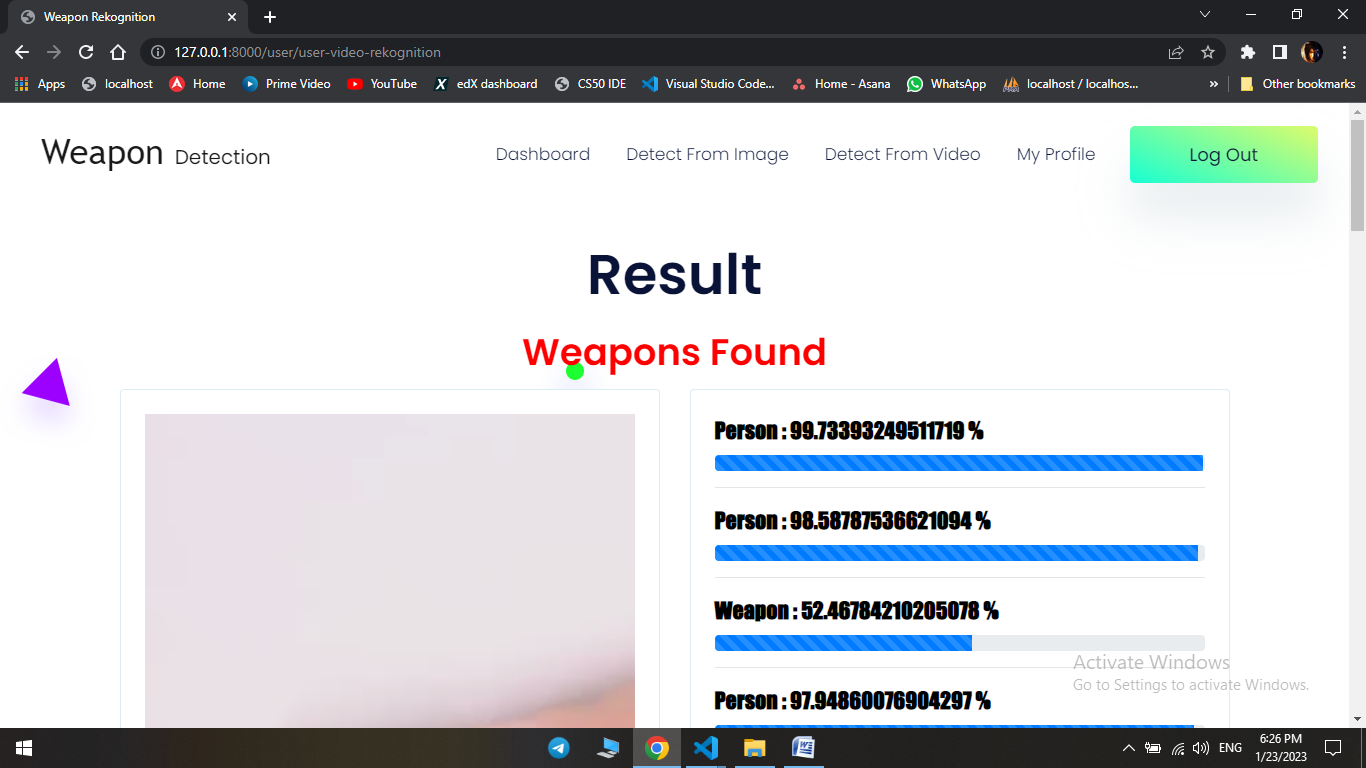 Weapon Rekognition
127.0.0.1:8000/user/user-video-rekognition
Apps localhost Home Prime Video YouTube edX dashboard CS50 IDE Visual Studio Code... Home - Asana WhatsApp localhost / localhos... » Other bookmarks
Weapon Detection Dashboard Detect From Image Detect From Video My Profile Log Out
Result
Weapons Found
Person : 99.73393249511719 %
Person : 98.58787536621094 %
Weapon : 52.46784210205078 %
Activate Windows
Go to Settings to activate Windows.
Person : 97.94860076904297 %
ENG 6:26 PM
1/23/2023